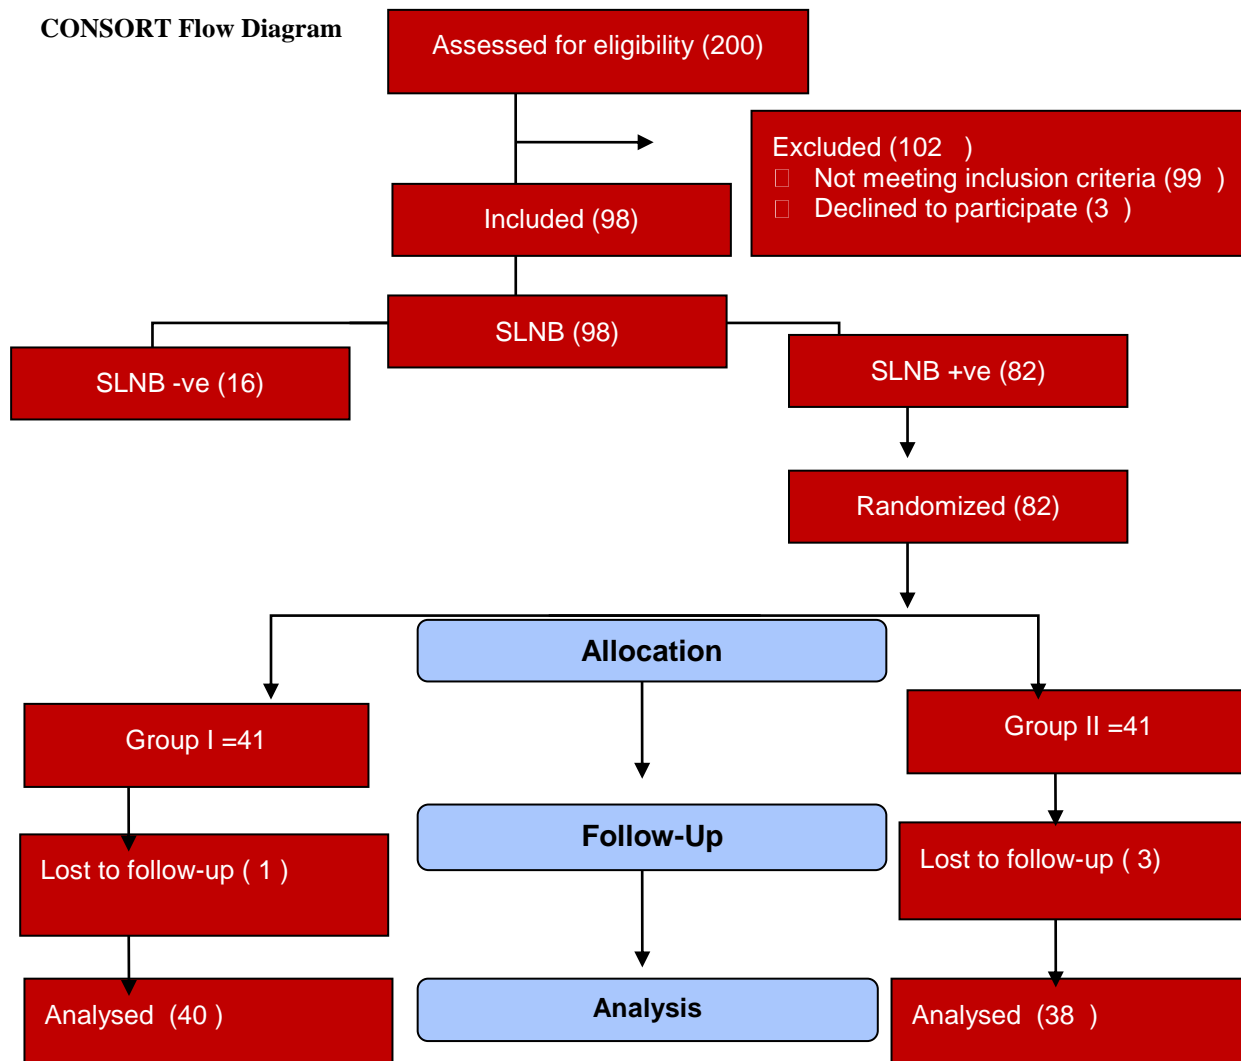 CONSORT Flow Diagram
Assessed for eligibility (200)
Excluded (102 )
Not meeting inclusion criteria (99 )
Declined to participate (3 )
Included (98)
SLNB (98)
SLNB -ve (16)
SLNB +ve (82)
Randomized (82)
Allocation
Group I =41
Group II =41
Follow-Up
Lost to follow-up ( 1 )
Lost to follow-up ( 3)
Analysis
Analysed (40 )
Analysed (38 )